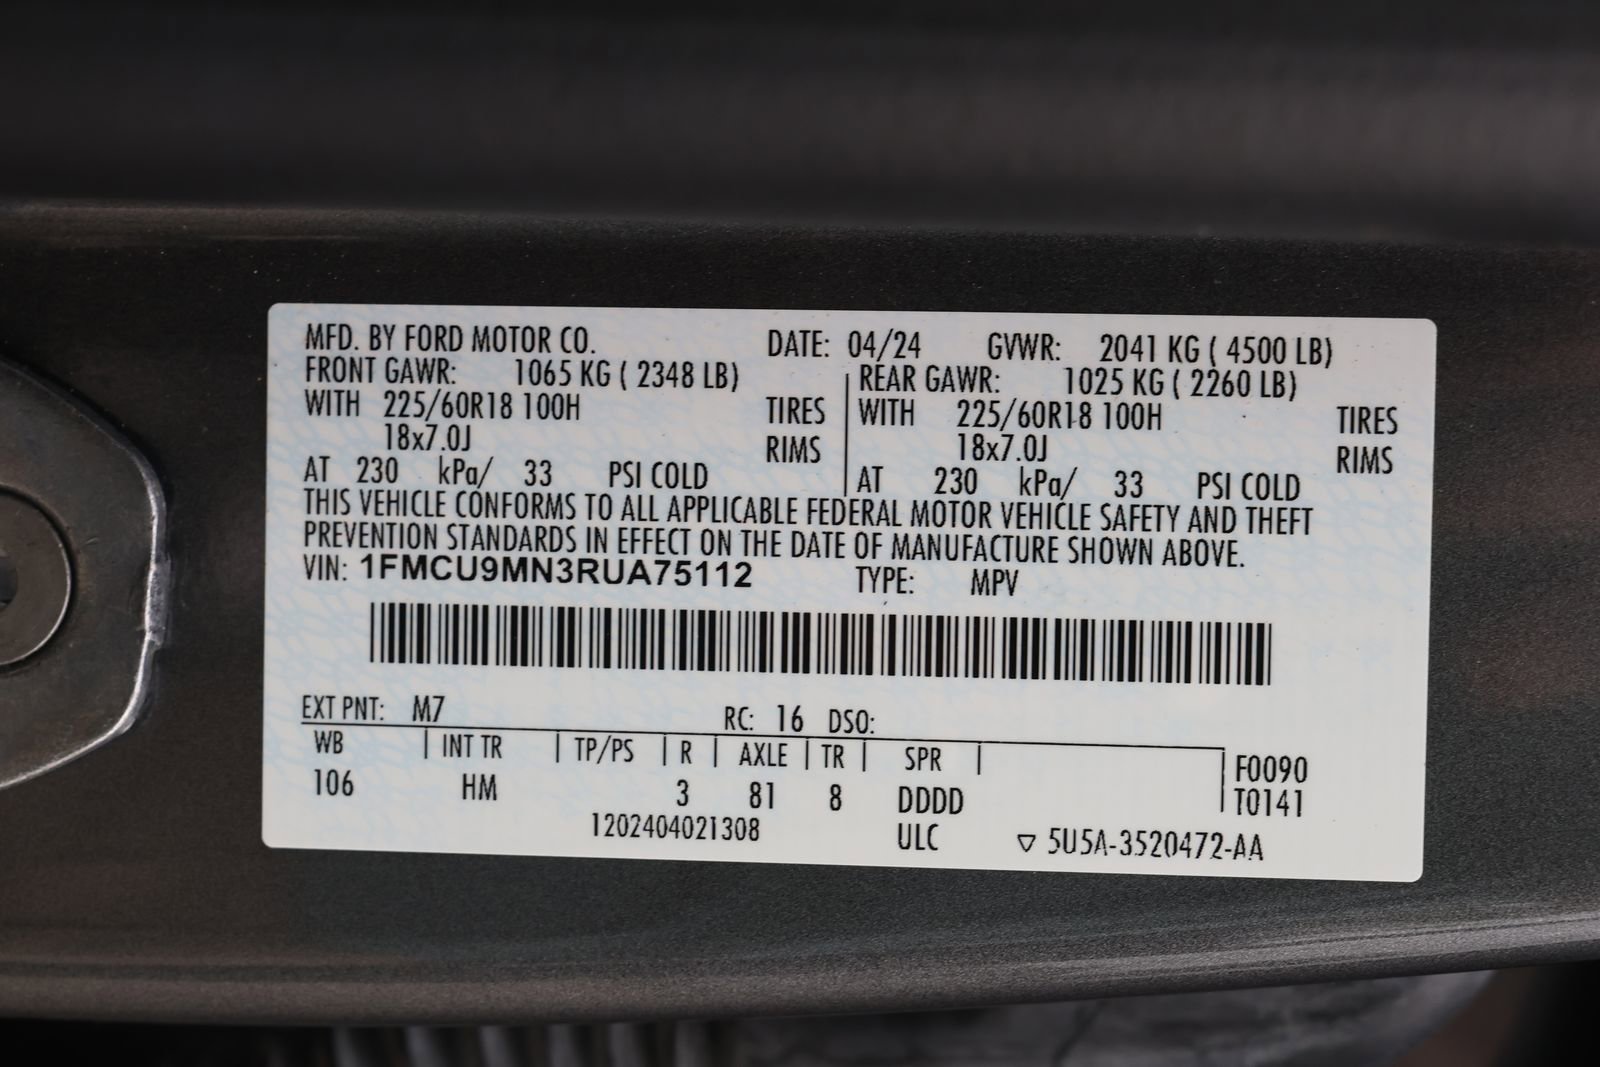 MFD. BY FORD MOTOR CO. DATE: 04/24 GVWR: 2041 KG ( 4500 LB)
FRONT GAWR: 1065 KG ( 2348 LB) REAR GAWR: 1025 KG ( 2260 LB)
WITH 225/60R18 100H TIRES WITH 225/60R18 100H TIRES
18x7.0J RIMS 18x7.0J RIMS
AT 230 kPa/ 33 PSI COLD AT 230 kPa/ 33 PSI COLD
THIS VEHICLE CONFORMS TO ALL APPLICABLE FEDERAL MOTOR VEHICLE SAFETY AND THEFT
PREVENTION STANDARDS IN EFFECT ON THE DATE OF MANUFACTURE SHOWN ABOVE.
VIN: 1FMCU9MN3RUA75112 TYPE: MPV
EXT PNT: M7 RC: 16 DSO:
WB | INT TR | TP/PS | R | AXLE | TR | SPR | F0090
106 HM 3 81 8 DDDD T0141
1202404021308 ULC ▽ 5U5A-3520472-AA